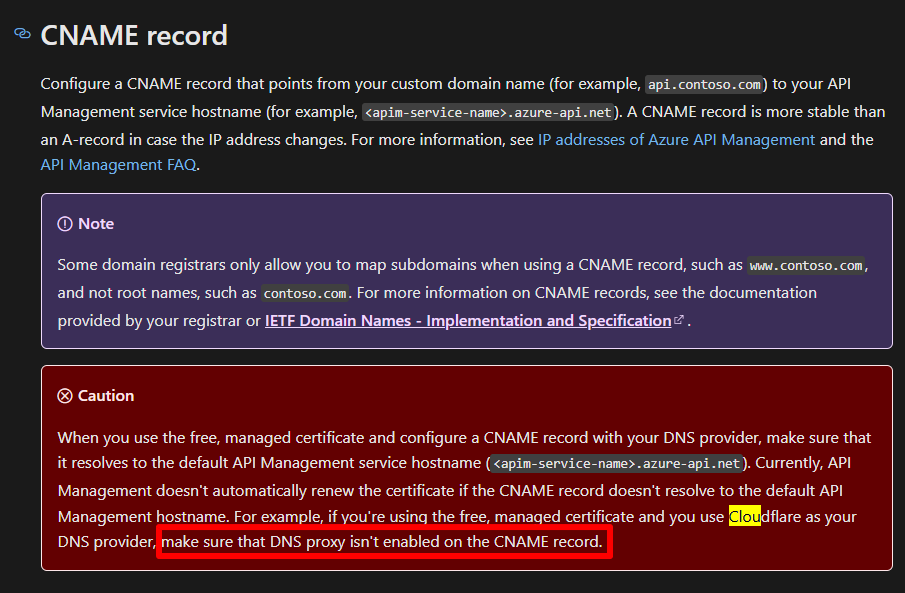 CNAME record
Configure a CNAME record that points from your custom domain name (for example, api.contoso.com) to your API
Management service hostname (for example, <apim-service-name>.azure-api.net). A CNAME record is more stable than
an A-record in case the IP address changes. For more information, see IP addresses of Azure API Management and the
API Management FAQ.
Note
Some domain registrars only allow you to map subdomains when using a CNAME record, such as www.contoso.com,
and not root names, such as contoso.com. For more information on CNAME records, see the documentation
provided by your registrar or IETF Domain Names - Implementation and Specification.
Caution
When you use the free, managed certificate and configure a CNAME record with your DNS provider, make sure that
it resolves to the default API Management service hostname (<apim-service-name>.azure-api.net). Currently, API
Management doesn't automatically renew the certificate if the CNAME record doesn't resolve to the default API
Management hostname. For example, if you're using the free, managed certificate and you use Cloudflare as your
DNS provider, make sure that DNS proxy isn't enabled on the CNAME record.